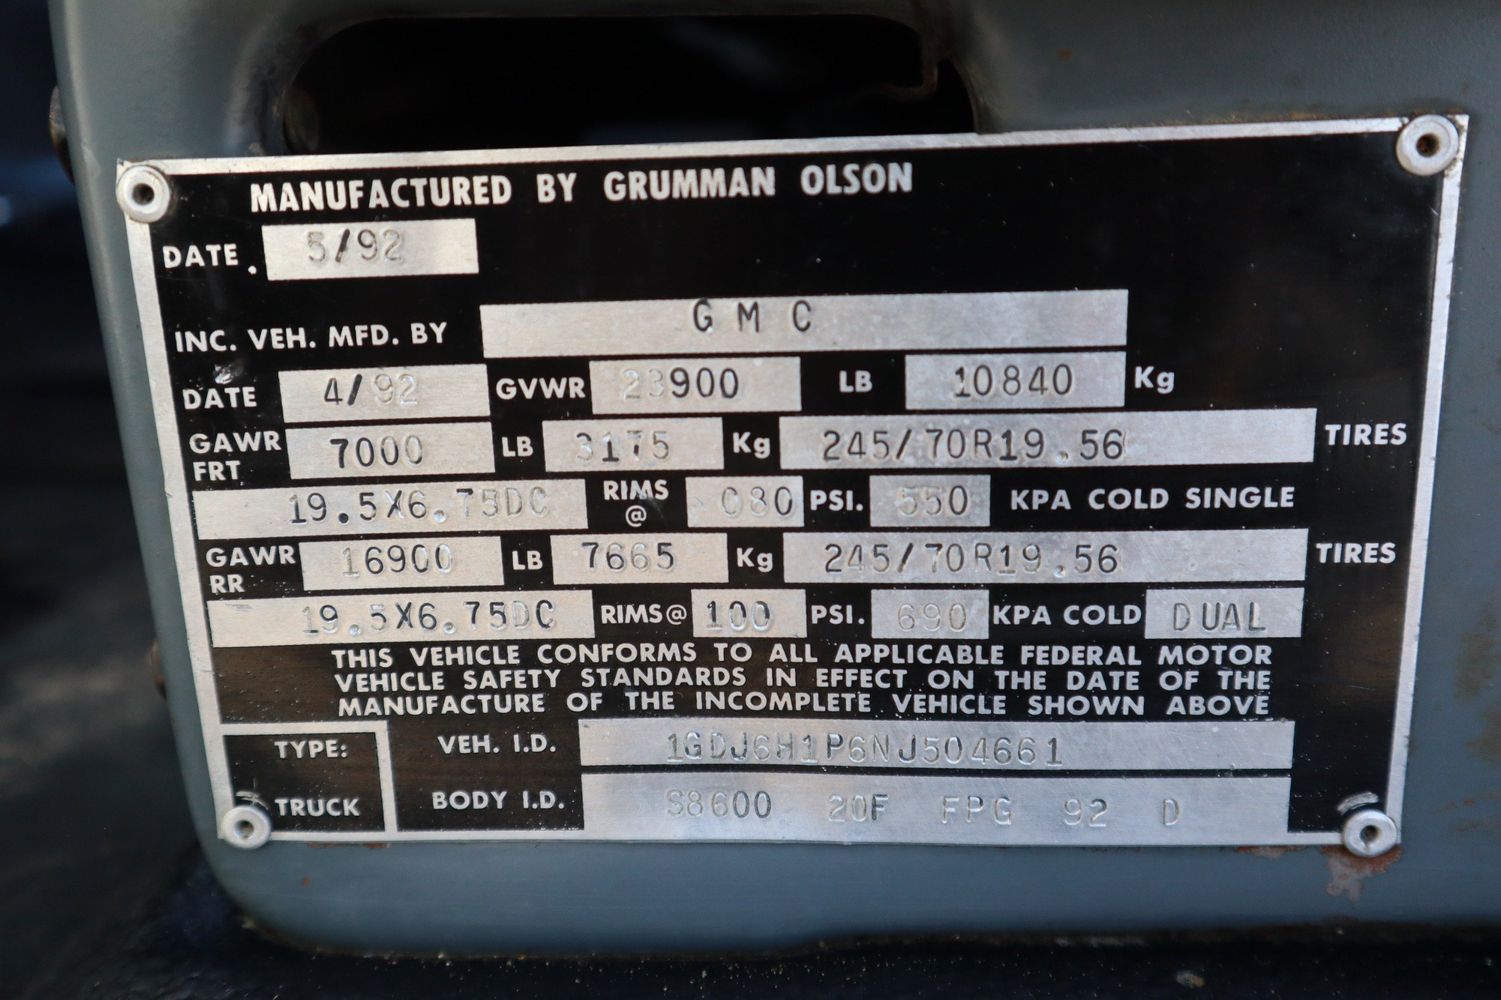 MANUFACTURED BY GRUMMAN OLSON
DATE. 5/92
INC. VEH. MFD. BY GMC
DATE 4/92 GVWR 23900 LB 10840 Kg
GAWR FRT 7000 LB 3175 Kg 245/70R19.56 TIRES
19.5X6.75DC RIMS @ 080 PSI. 550 KPA COLD SINGLE
GAWR RR 16900 LB 7665 Kg 245/70R19.56 TIRES
19.5X6.75DC RIMS@ 100 PSI. 690 KPA COLD DUAL
THIS VEHICLE CONFORMS TO ALL APPLICABLE FEDERAL MOTOR
VEHICLE SAFETY STANDARDS IN EFFECT ON THE DATE OF THE
MANUFACTURE OF THE INCOMPLETE VEHICLE SHOWN ABOVE
TYPE: VEH. I.D. 1GDJ6H1P6NJ504661
TRUCK BODY I.D. S8600 20F FPG 92 D